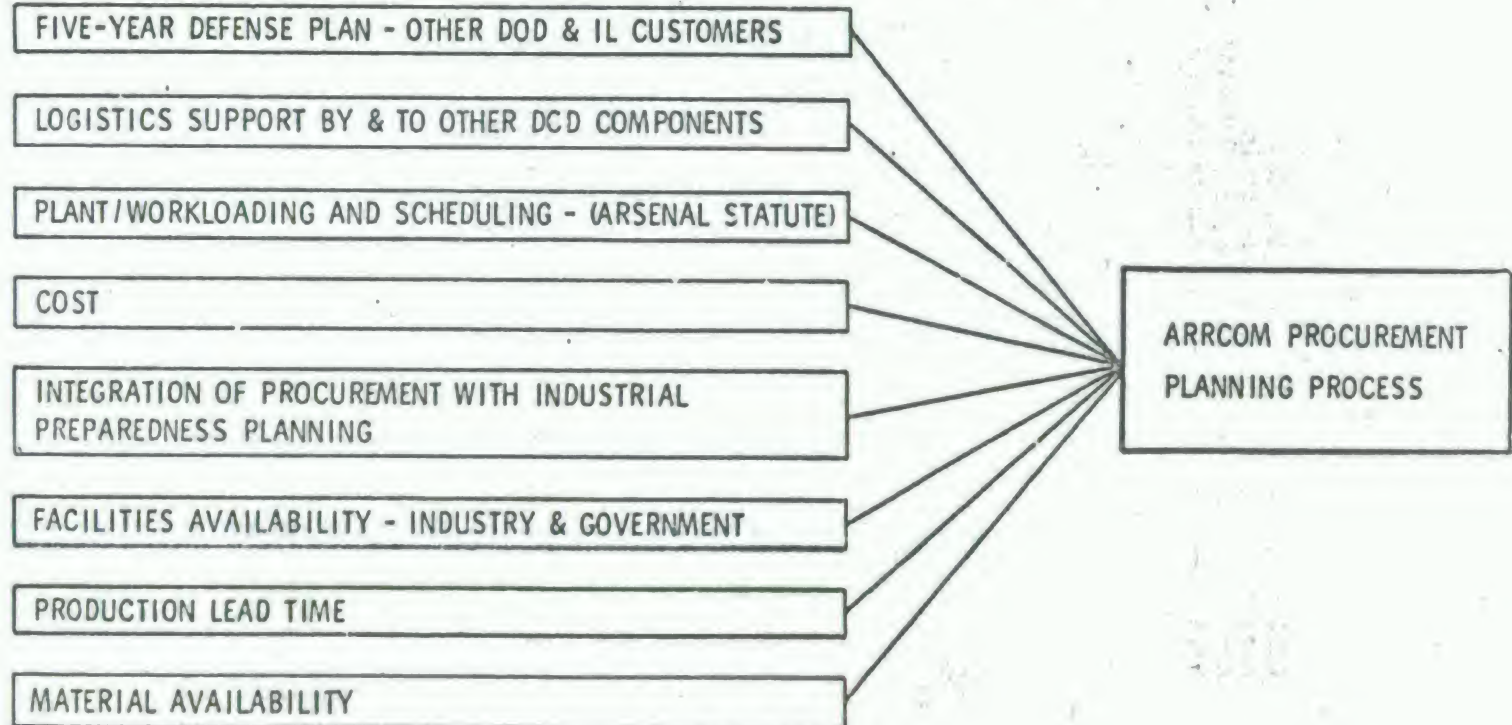 FIVE-YEAR DEFENSE PLAN - OTHER DOD & IL CUSTOMERS
LOGISTICS SUPPORT BY & TO OTHER DCD COMPONENTS
PLANT/WORKLOADING AND SCHEDULING - (ARSENAL STATUTE)
COST
INTEGRATION OF PROCUREMENT WITH INDUSTRIAL
PREPAREDNESS PLANNING
FACILITIES AVAILABILITY - INDUSTRY & GOVERNMENT
PRODUCTION LEAD TIME
MATERIAL AVAILABILITY
ARRCOM PROCUREMENT
PLANNING PROCESS